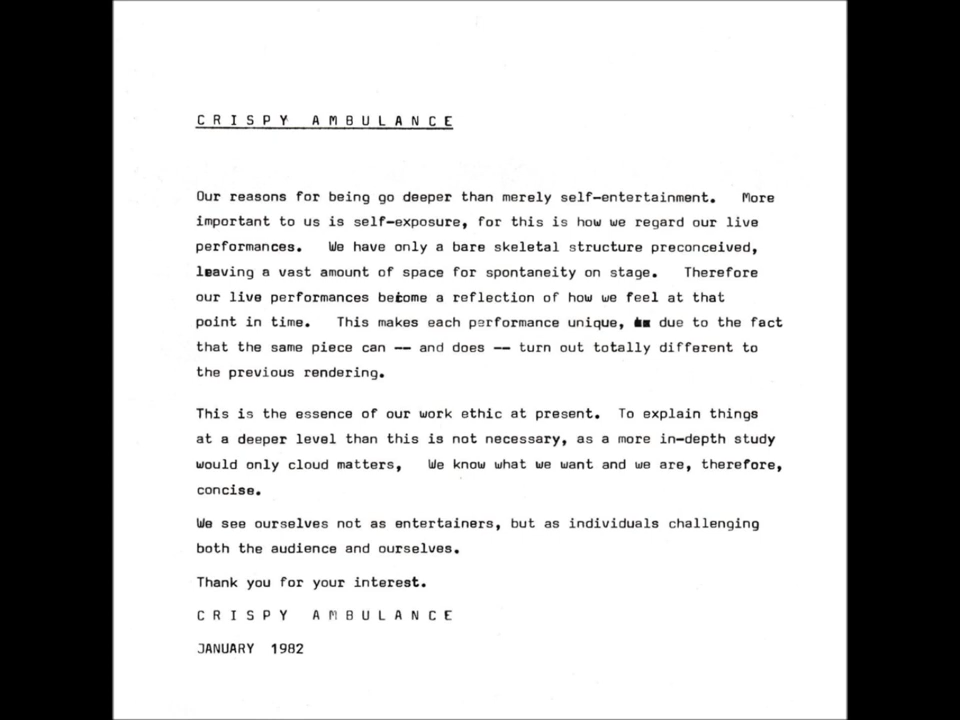 C R I S P Y   A M B U L A N C E
Our reasons for being go deeper than merely self-entertainment. More
important to us is self-exposure, for this is how we regard our live
performances. We have only a bare skeletal structure preconceived,
leaving a vast amount of space for spontaneity on stage. Therefore
our live performances become a reflection of how we feel at that
point in time. This makes each performance unique, due to the fact
that the same piece can -- and does -- turn out totally different to
the previous rendering.
This is the essence of our work ethic at present. To explain things
at a deeper level than this is not necessary, as a more in-depth study
would only cloud matters, We know what we want and we are, therefore,
concise.
We see ourselves not as entertainers, but as individuals challenging
both the audience and ourselves.
Thank you for your interest.
C R I S P Y   A M B U L A N C E
JANUARY 1982